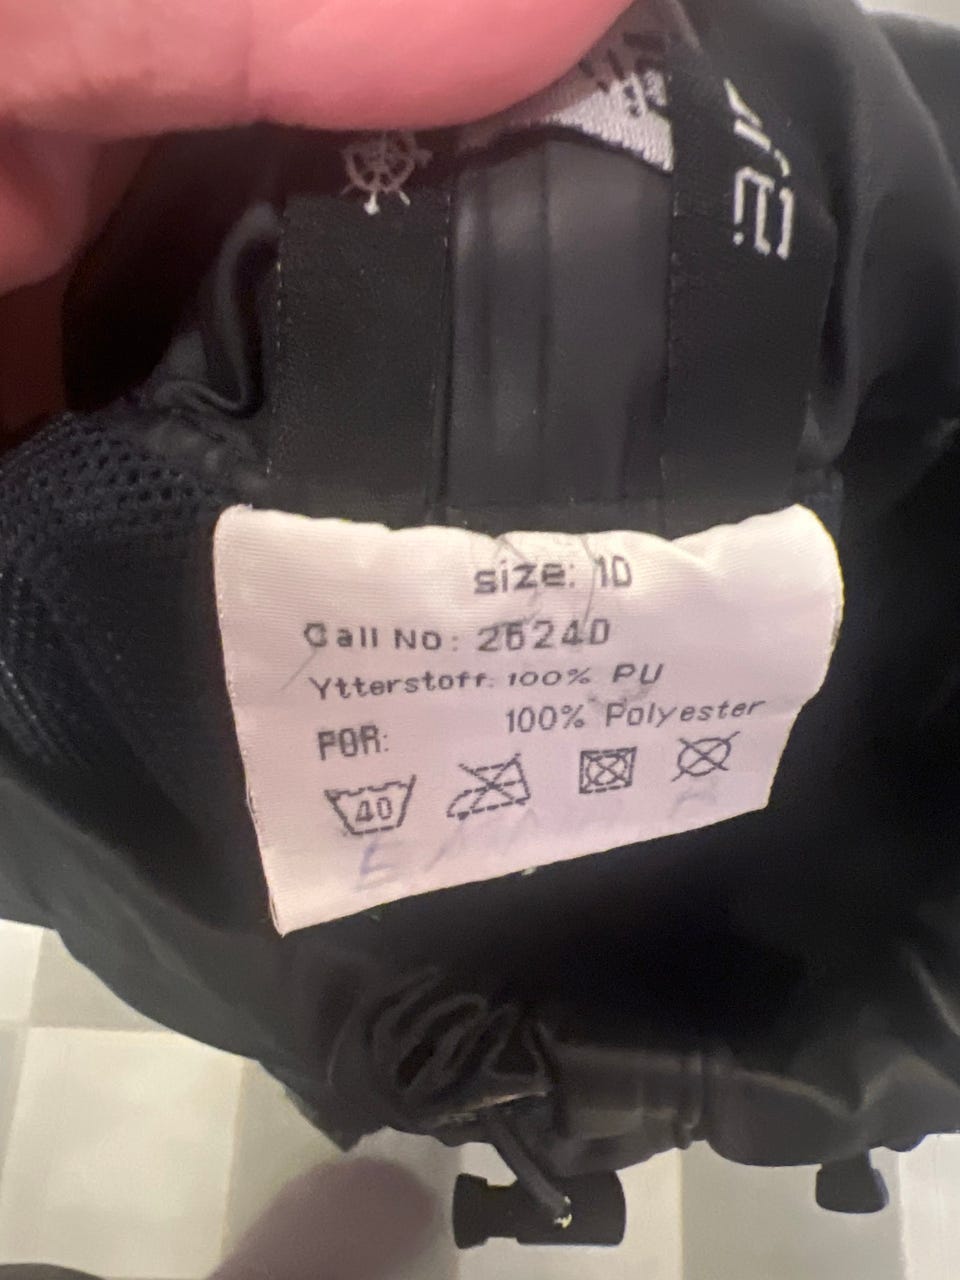 size: 10
Call No: 26240
Ytterstoff: 100% PU
FOR: 100% Polyester
40